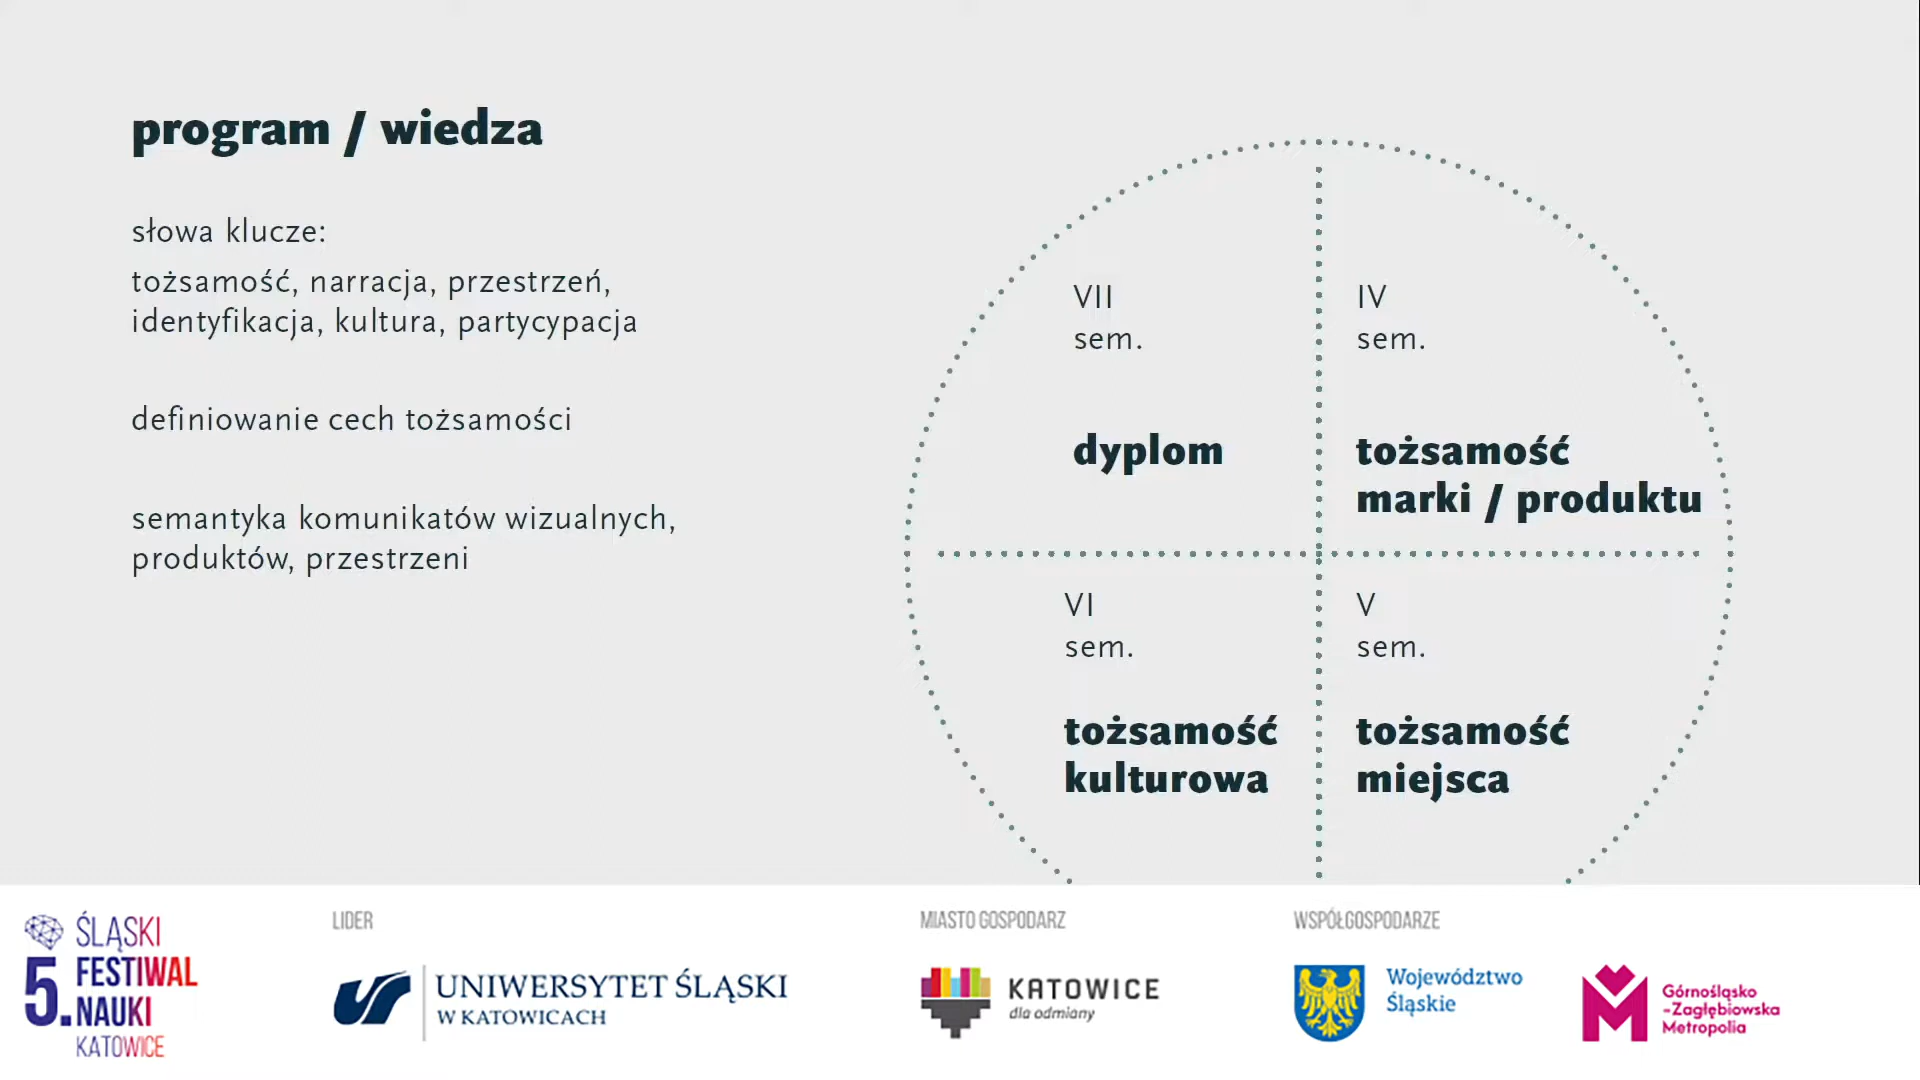 program / wiedza
słowa klucze:
tożsamość, narracja, przestrzeń,
identyfikacja, kultura, partycypacja
definiowanie cech tożsamości
semantyka komunikatów wizualnych,
produktów, przestrzeni
VII
sem.
dyplom
IV
sem.
tożsamość
marki / produktu
VI
sem.
tożsamość
kulturowa
V
sem.
tożsamość
miejsca
5. ŚLĄSKI
FESTIWAL
NAUKI
KATOWICE
LIDER
UNIWERSYTET ŚLĄSKI
W KATOWICACH
MIASTO GOSPODARZ
KATOWICE
dla odmiany
WSPÓŁGOSPODARZE
Województwo
Śląskie
Górnośląsko
-Zagłębiowska
Metropolia